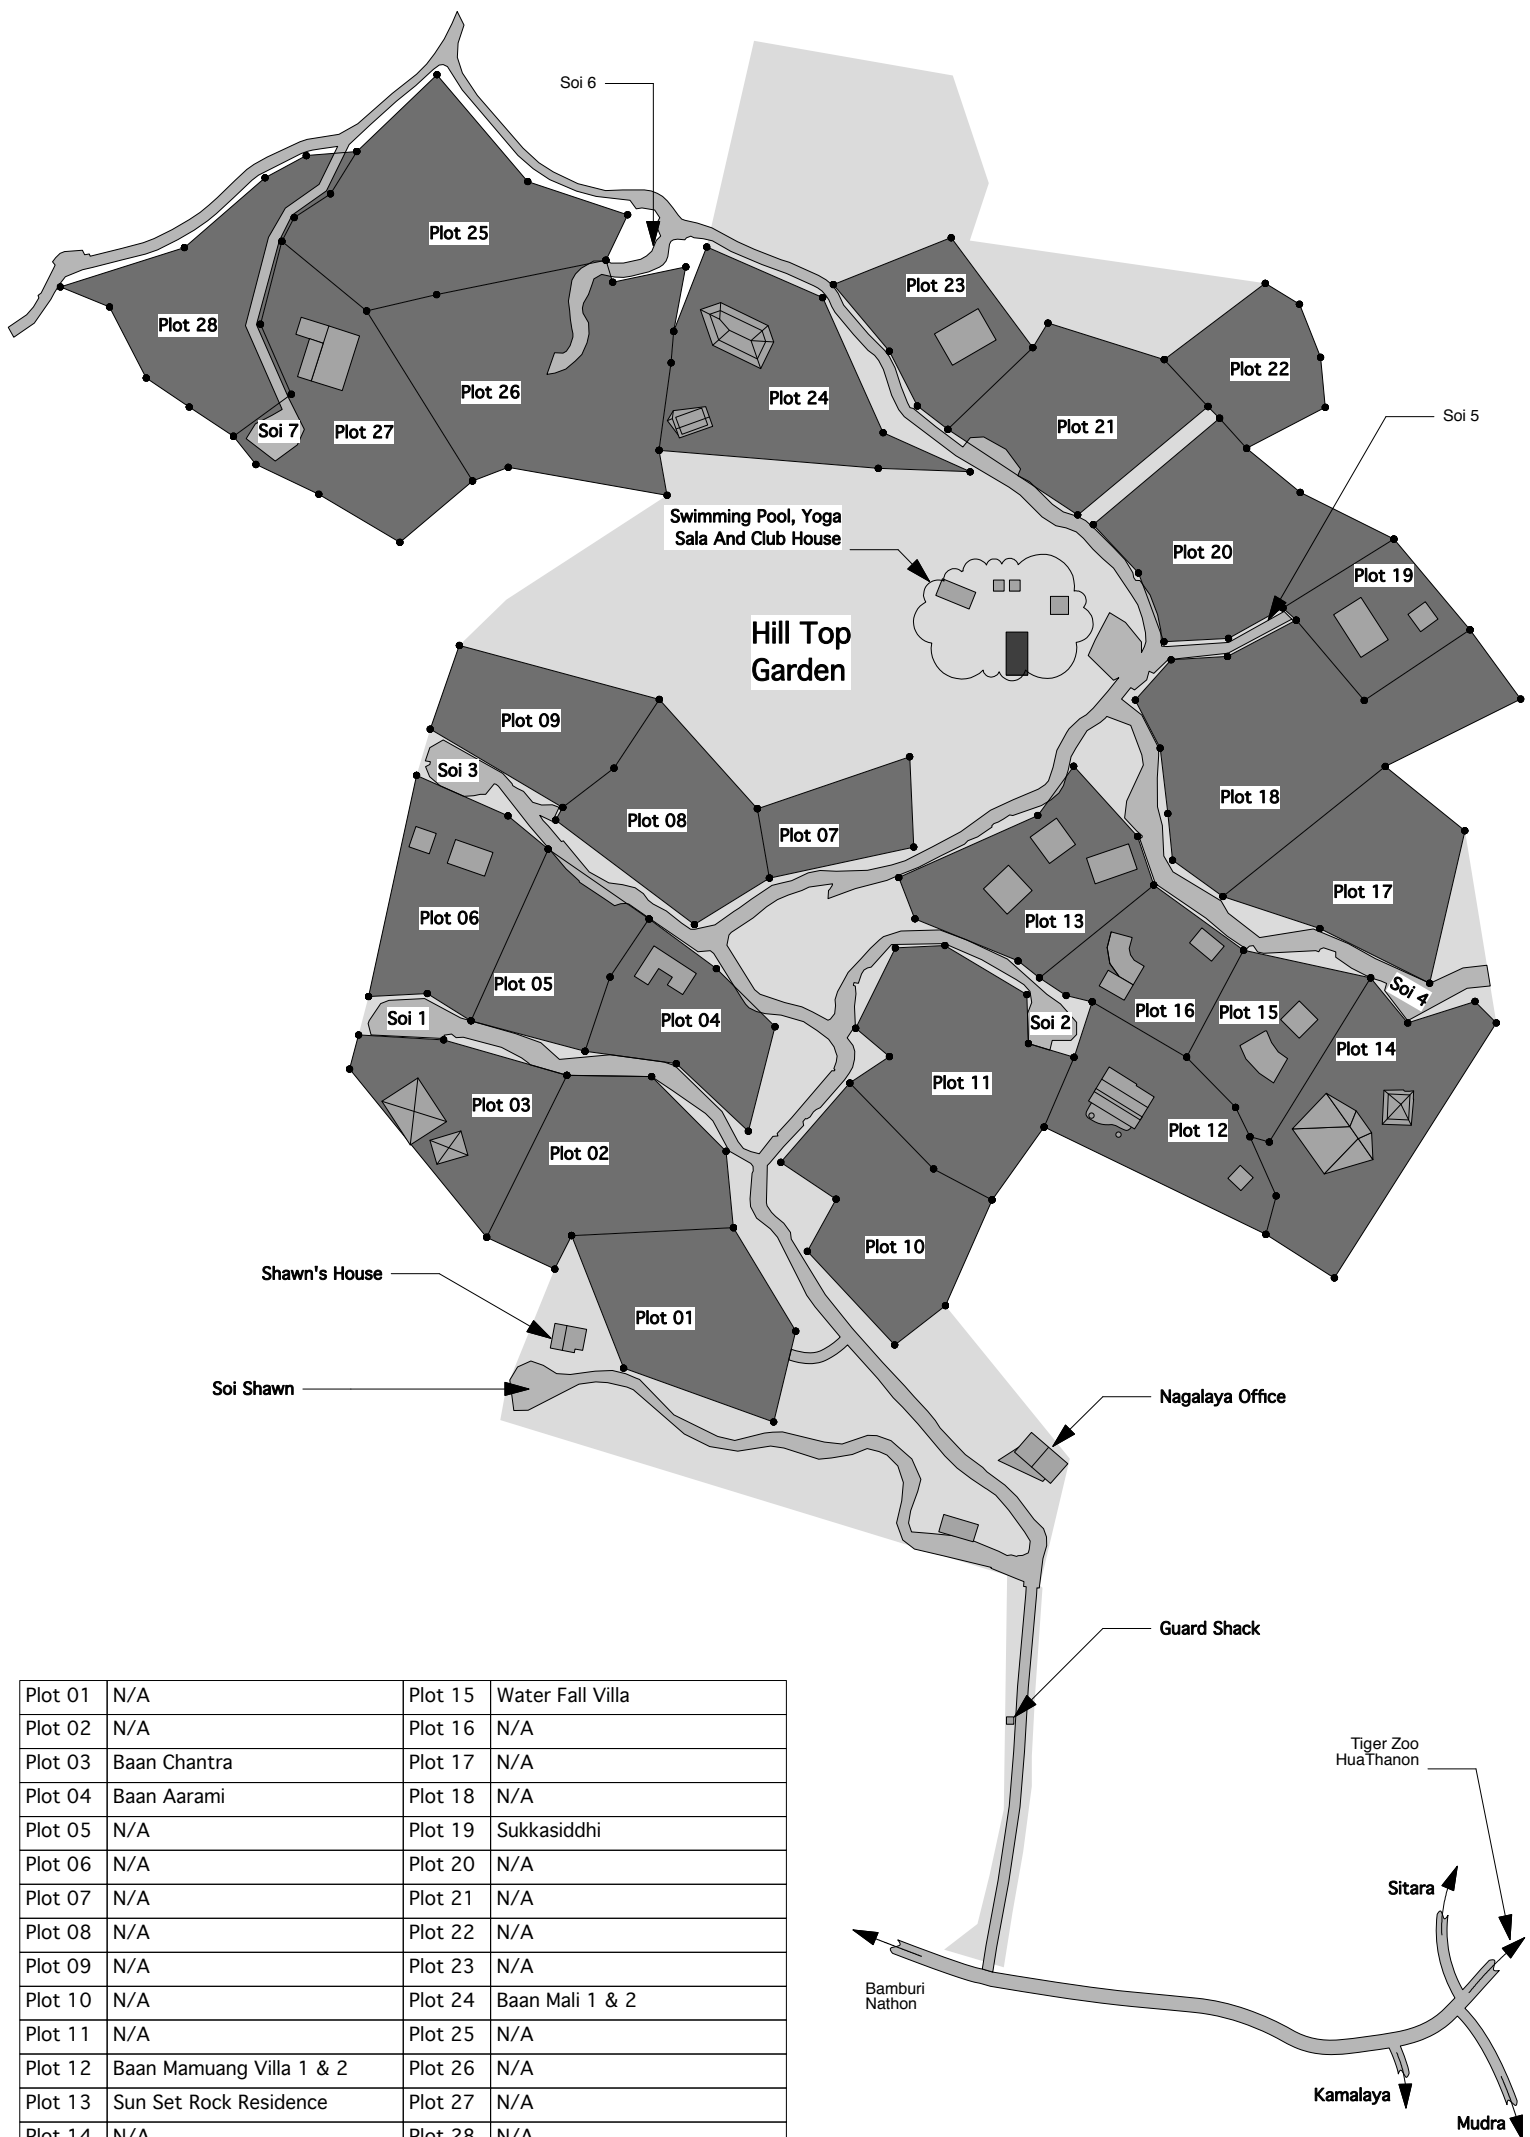 Soi 6
Plot 25
Plot 28
Plot 23
Plot 22
Plot 26
Plot 24
Soi 5
Soi 7
Plot 27
Plot 21
Swimming Pool, Yoga
Sala And Club House
Plot 20
Plot 19
Hill Top
Garden
Plot 09
Soi 3
Plot 08
Plot 07
Plot 18
Plot 17
Plot 06
Plot 13
Plot 05
Soi 4
Soi 1
Plot 04
Soi 2
Plot 16
Plot 15
Plot 14
Plot 11
Plot 03
Plot 02
Plot 12
Plot 10
Shawn's House
Plot 01
Soi Shawn
Nagalaya Office
Guard Shack
Plot 01 N/A Plot 15 Water Fall Villa
Plot 02 N/A Plot 16 N/A
Plot 03 Baan Chantra Plot 17 N/A
Plot 04 Baan Aarami Plot 18 N/A
Plot 05 N/A Plot 19 Sukkasiddhi
Plot 06 N/A Plot 20 N/A
Plot 07 N/A Plot 21 N/A
Plot 08 N/A Plot 22 N/A
Plot 09 N/A Plot 23 N/A
Plot 10 N/A Plot 24 Baan Mali 1 & 2
Plot 11 N/A Plot 25 N/A
Plot 12 Baan Mamuang Villa 1 & 2 Plot 26 N/A
Plot 13 Sun Set Rock Residence Plot 27 N/A
Plot 14 N/A Plot 28 N/A
Tiger Zoo
HuaThanon
Sitara
Bamburi
Nathon
Kamalaya
Mudra